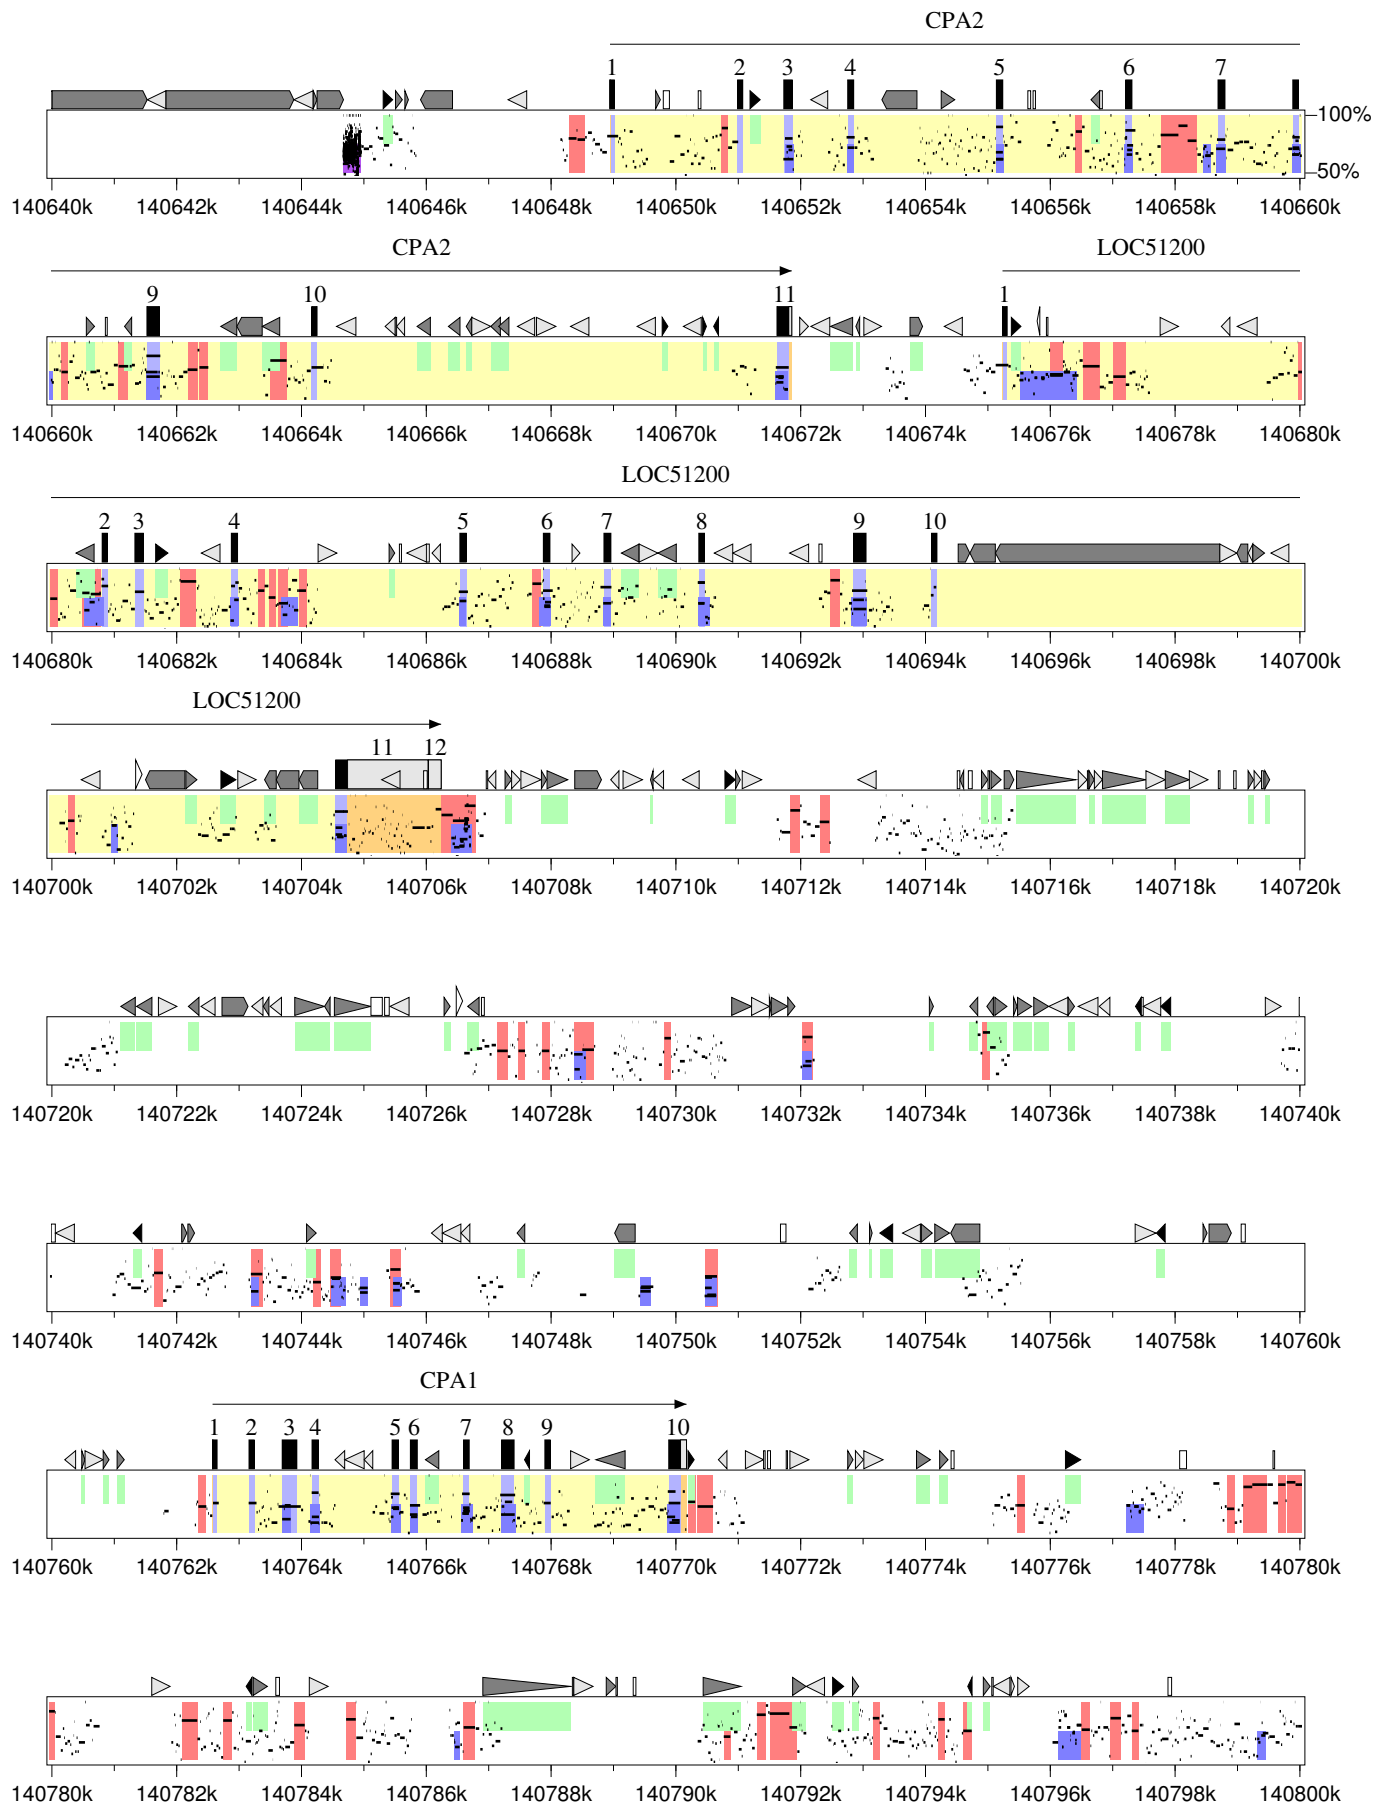 CPA2
1 2 3 4 5 6 7
100%
50%
140640k 140642k 140644k 140646k 140648k 140650k 140652k 140654k 140656k 140658k 140660k
CPA2 LOC51200
9 10 11 1
140660k 140662k 140664k 140666k 140668k 140670k 140672k 140674k 140676k 140678k 140680k
LOC51200
2 3 4 5 6 7 8 9 10
140680k 140682k 140684k 140686k 140688k 140690k 140692k 140694k 140696k 140698k 140700k
LOC51200
11 12
140700k 140702k 140704k 140706k 140708k 140710k 140712k 140714k 140716k 140718k 140720k
140720k 140722k 140724k 140726k 140728k 140730k 140732k 140734k 140736k 140738k 140740k
140740k 140742k 140744k 140746k 140748k 140750k 140752k 140754k 140756k 140758k 140760k
CPA1
1 2 3 4 5 6 7 8 9 10
140760k 140762k 140764k 140766k 140768k 140770k 140772k 140774k 140776k 140778k 140780k
140780k 140782k 140784k 140786k 140788k 140790k 140792k 140794k 140796k 140798k 140800k